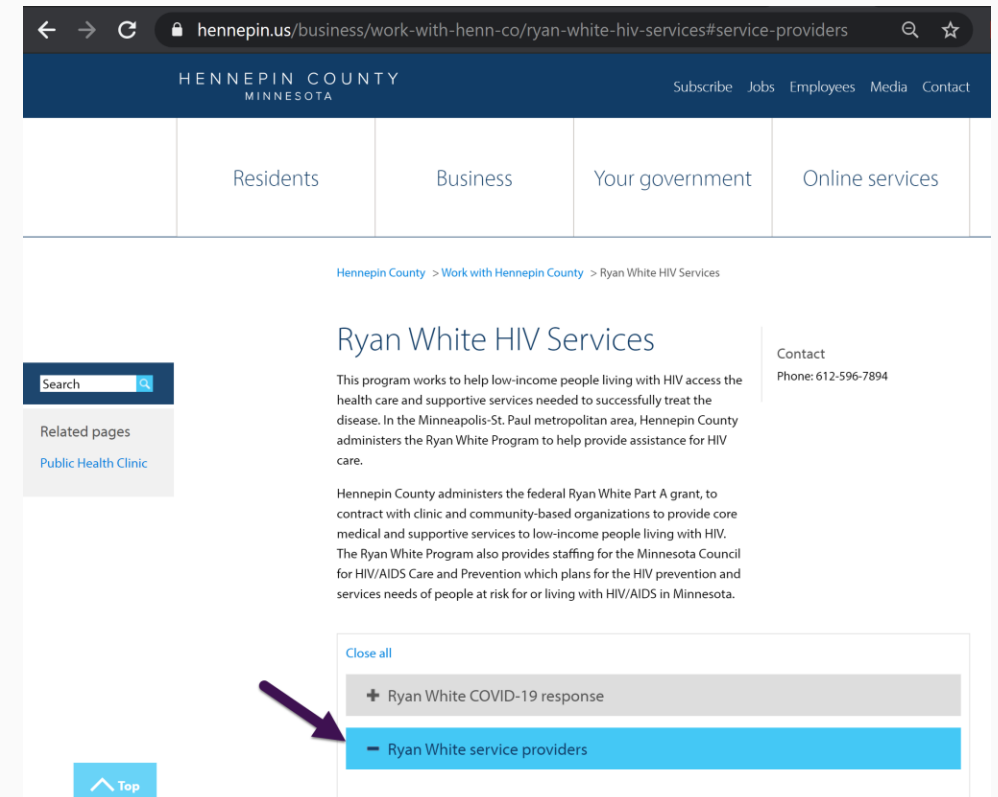 hennepin.us/business/work-with-henn-co/ryan-white-hiv-services#service-providers
HENNEPIN COUNTY
MINNESOTA
Subscribe Jobs Employees Media Contact
Residents Business Your government Online services
Hennepin County > Work with Hennepin County > Ryan White HIV Services
Search
Related pages
Public Health Clinic
Ryan White HIV Services
This program works to help low-income people living with HIV access the
health care and supportive services needed to successfully treat the
disease. In the Minneapolis-St. Paul metropolitan area, Hennepin County
administers the Ryan White Program to help provide assistance for HIV
care.
Hennepin County administers the federal Ryan White Part A grant, to
contract with clinic and community-based organizations to provide core
medical and supportive services to low-income people living with HIV.
The Ryan White Program also provides staffing for the Minnesota Council
for HIV/AIDS Care and Prevention which plans for the HIV prevention and
services needs of people at risk for or living with HIV/AIDS in Minnesota.
Contact
Phone: 612-596-7894
Close all
+ Ryan White COVID-19 response
− Ryan White service providers
Top